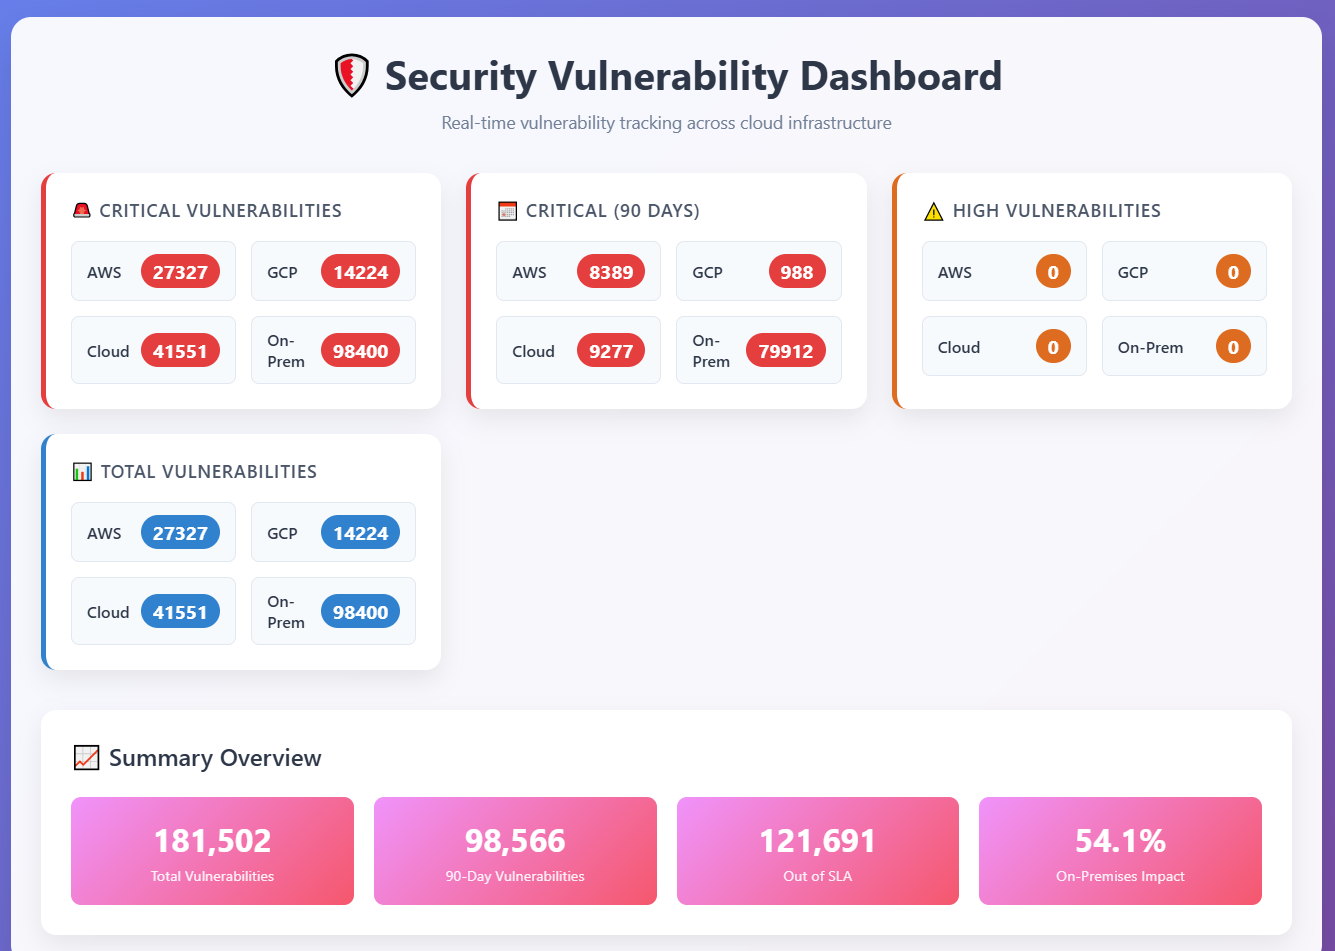 Security Vulnerability Dashboard
Real-time vulnerability tracking across cloud infrastructure
CRITICAL VULNERABILITIES
AWS 27327 GCP 14224
Cloud 41551 On-Prem 98400
CRITICAL (90 DAYS)
AWS 8389 GCP 988
Cloud 9277 On-Prem 79912
HIGH VULNERABILITIES
AWS 0 GCP 0
Cloud 0 On-Prem 0
TOTAL VULNERABILITIES
AWS 27327 GCP 14224
Cloud 41551 On-Prem 98400
Summary Overview
181,502
Total Vulnerabilities
98,566
90-Day Vulnerabilities
121,691
Out of SLA
54.1%
On-Premises Impact